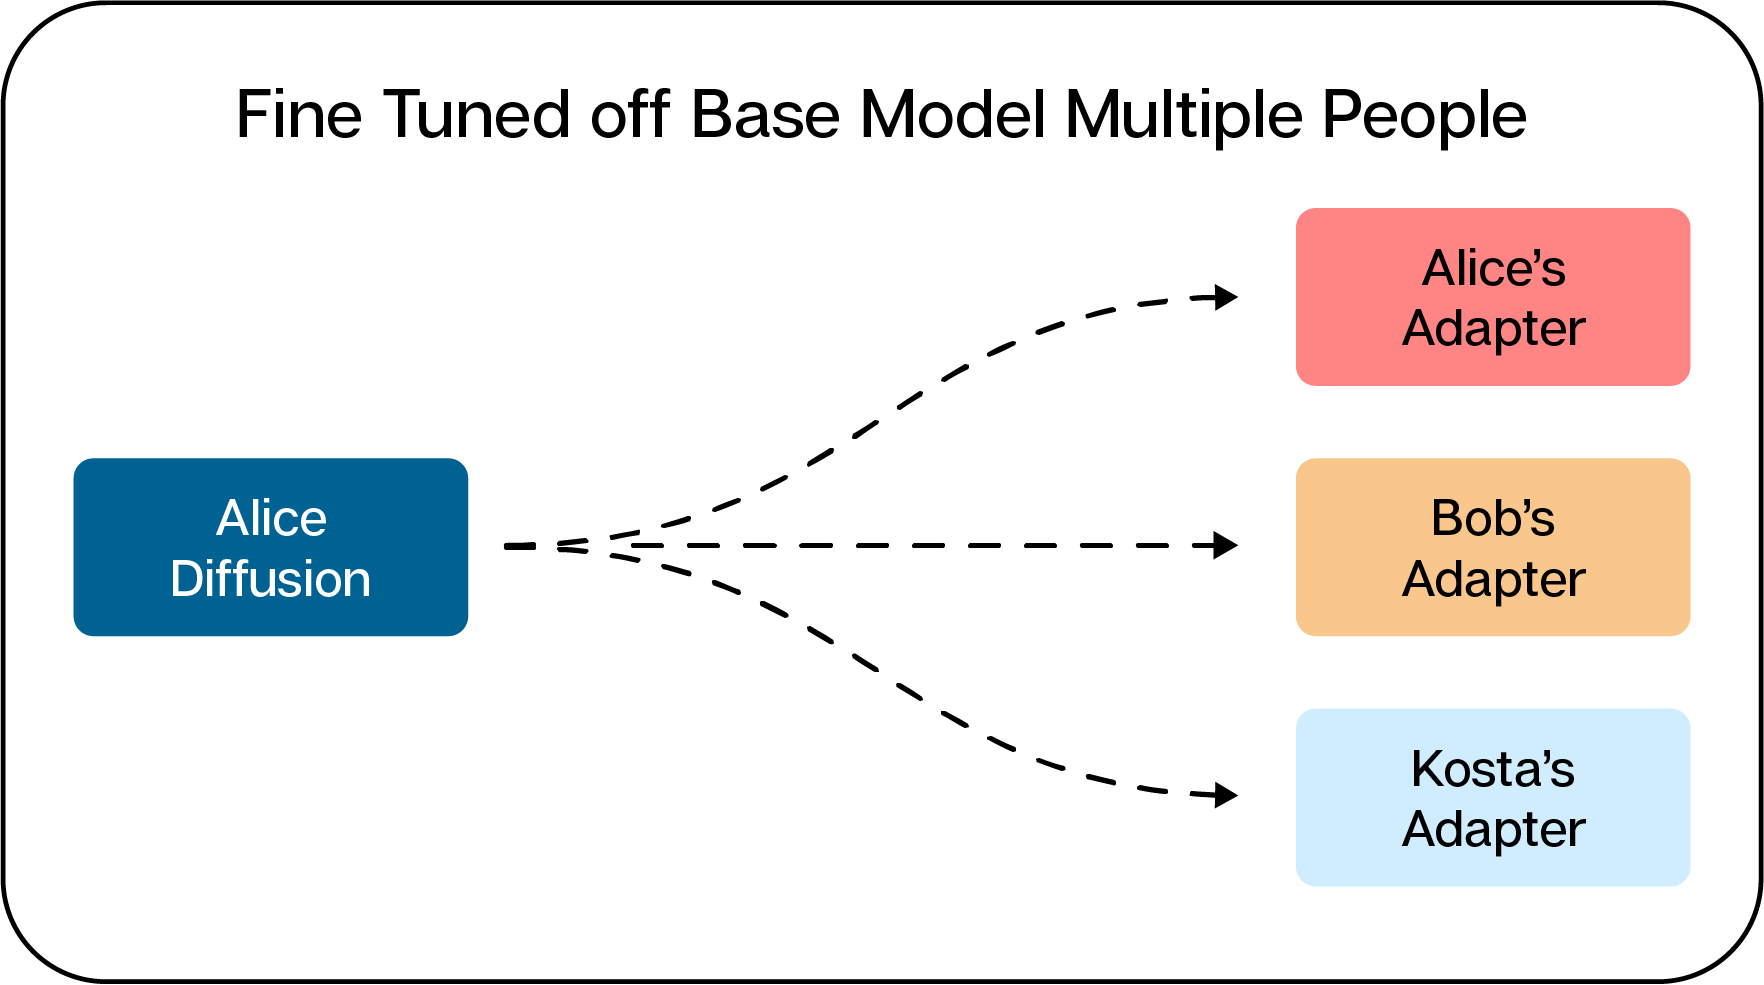 Fine Tuned off Base Model Multiple People
Alice
Diffusion
Alice’s
Adapter
Bob’s
Adapter
Kosta’s
Adapter